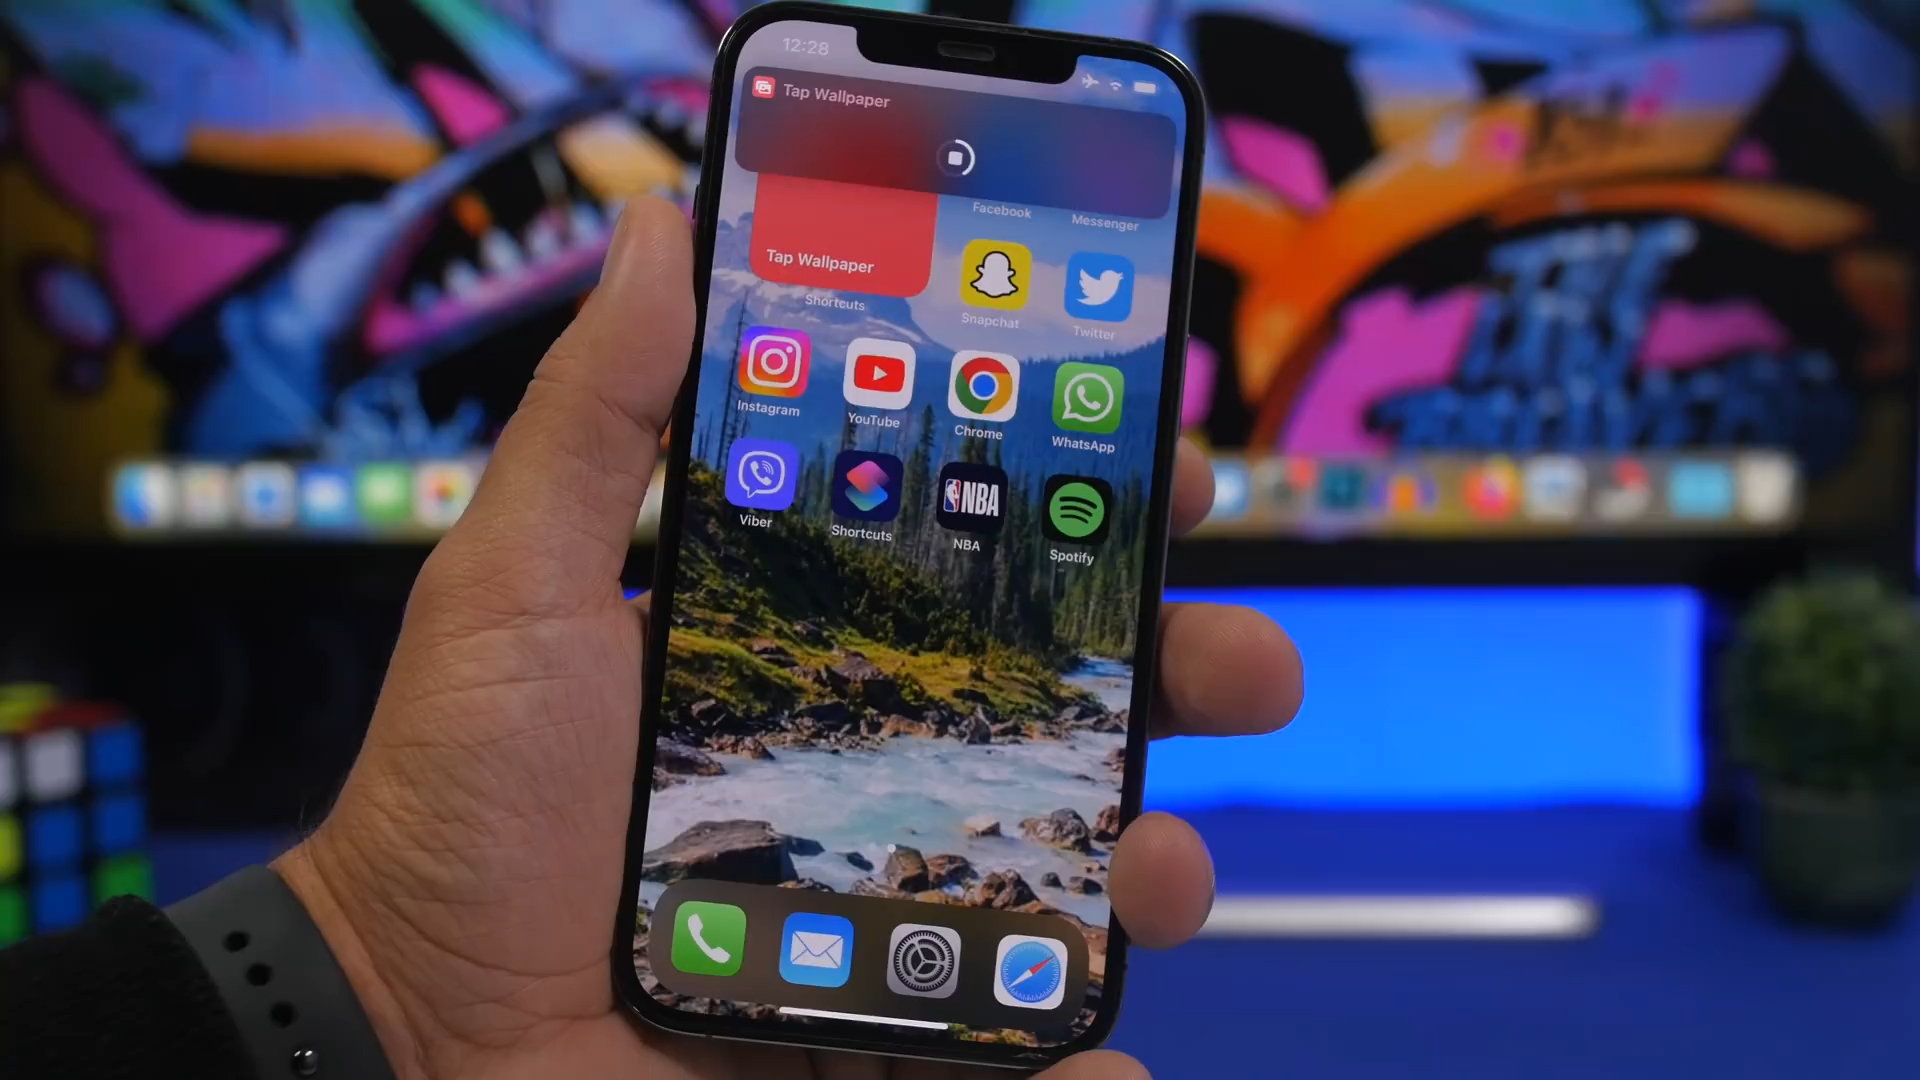 12:28
Tap Wallpaper
Facebook
Messenger
Tap Wallpaper
Shortcuts
Snapchat
Twitter
Instagram
YouTube
Chrome
WhatsApp
NBA
Viber
Shortcuts
NBA
Spotify